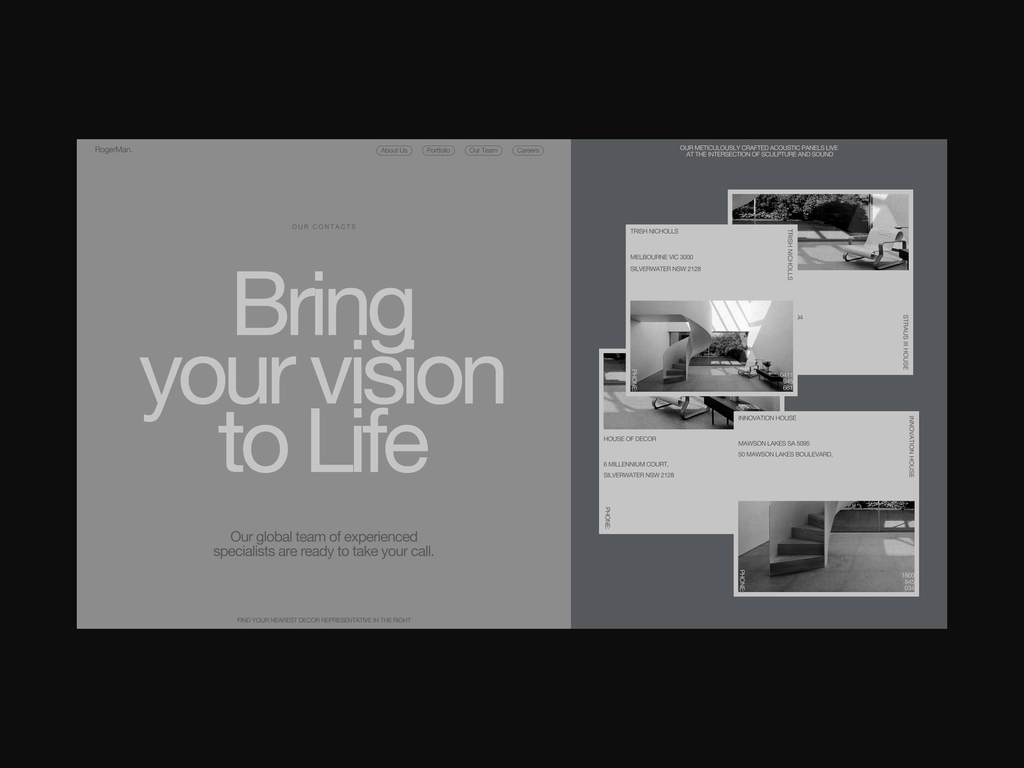 RogerMan.
About Us
Portfolio
Our Team
Careers
OUR CONTACTS
Bring
your vision
to Life
Our global team of experienced
specialists are ready to take your call.
FIND YOUR NEAREST DECOR REPRESENTATIVE IN THE RIGHT
OUR METICULOUSLY CRAFTED ACOUSTIC PANELS LIVE
AT THE INTERSECTION OF SCULPTURE AND SOUND
TRISH NICHOLLS
TRISH NICHOLLS
MELBOURNE VIC 3000
SILVERWATER NSW 2128
PHONE:
STRAUS III HOUSE
HOUSE OF DECOR
6 MILLENNIUM COURT,
SILVERWATER NSW 2128
PHONE:
INNOVATION HOUSE
INNOVATION HOUSE
MAWSON LAKES SA 5095
50 MAWSON LAKES BOULEVARD,
PHONE: